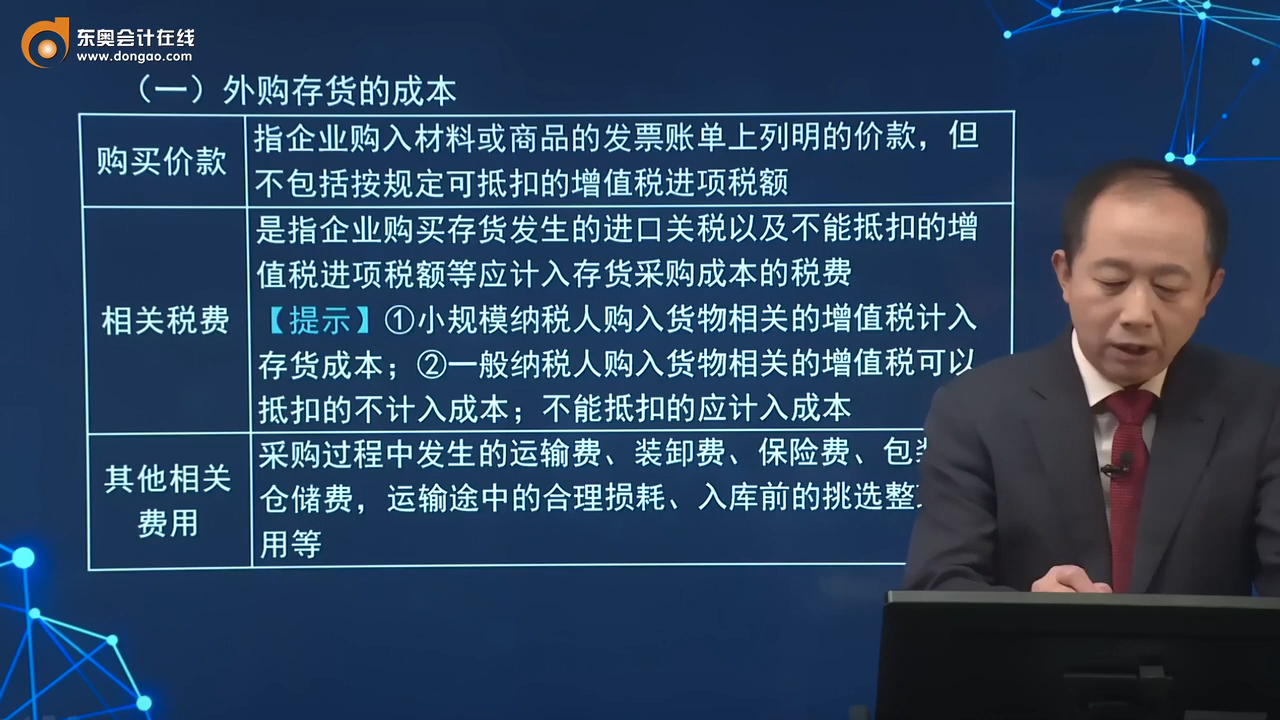 东奥会计在线
www.dongao.com
（一）外购存货的成本
购买价款
指企业购入材料或商品的发票账单上列明的价款，但
不包括按规定可抵扣的增值税进项税额
相关税费
是指企业购买存货发生的进口关税以及不能抵扣的增
值税进项税额等应计入存货采购成本的税费
【提示】①小规模纳税人购入货物相关的增值税计入
存货成本；②一般纳税人购入货物相关的增值税可以
抵扣的不计入成本；不能抵扣的应计入成本
其他相关
费用
采购过程中发生的运输费、装卸费、保险费、包装
仓储费，运输途中的合理损耗、入库前的挑选整
用等